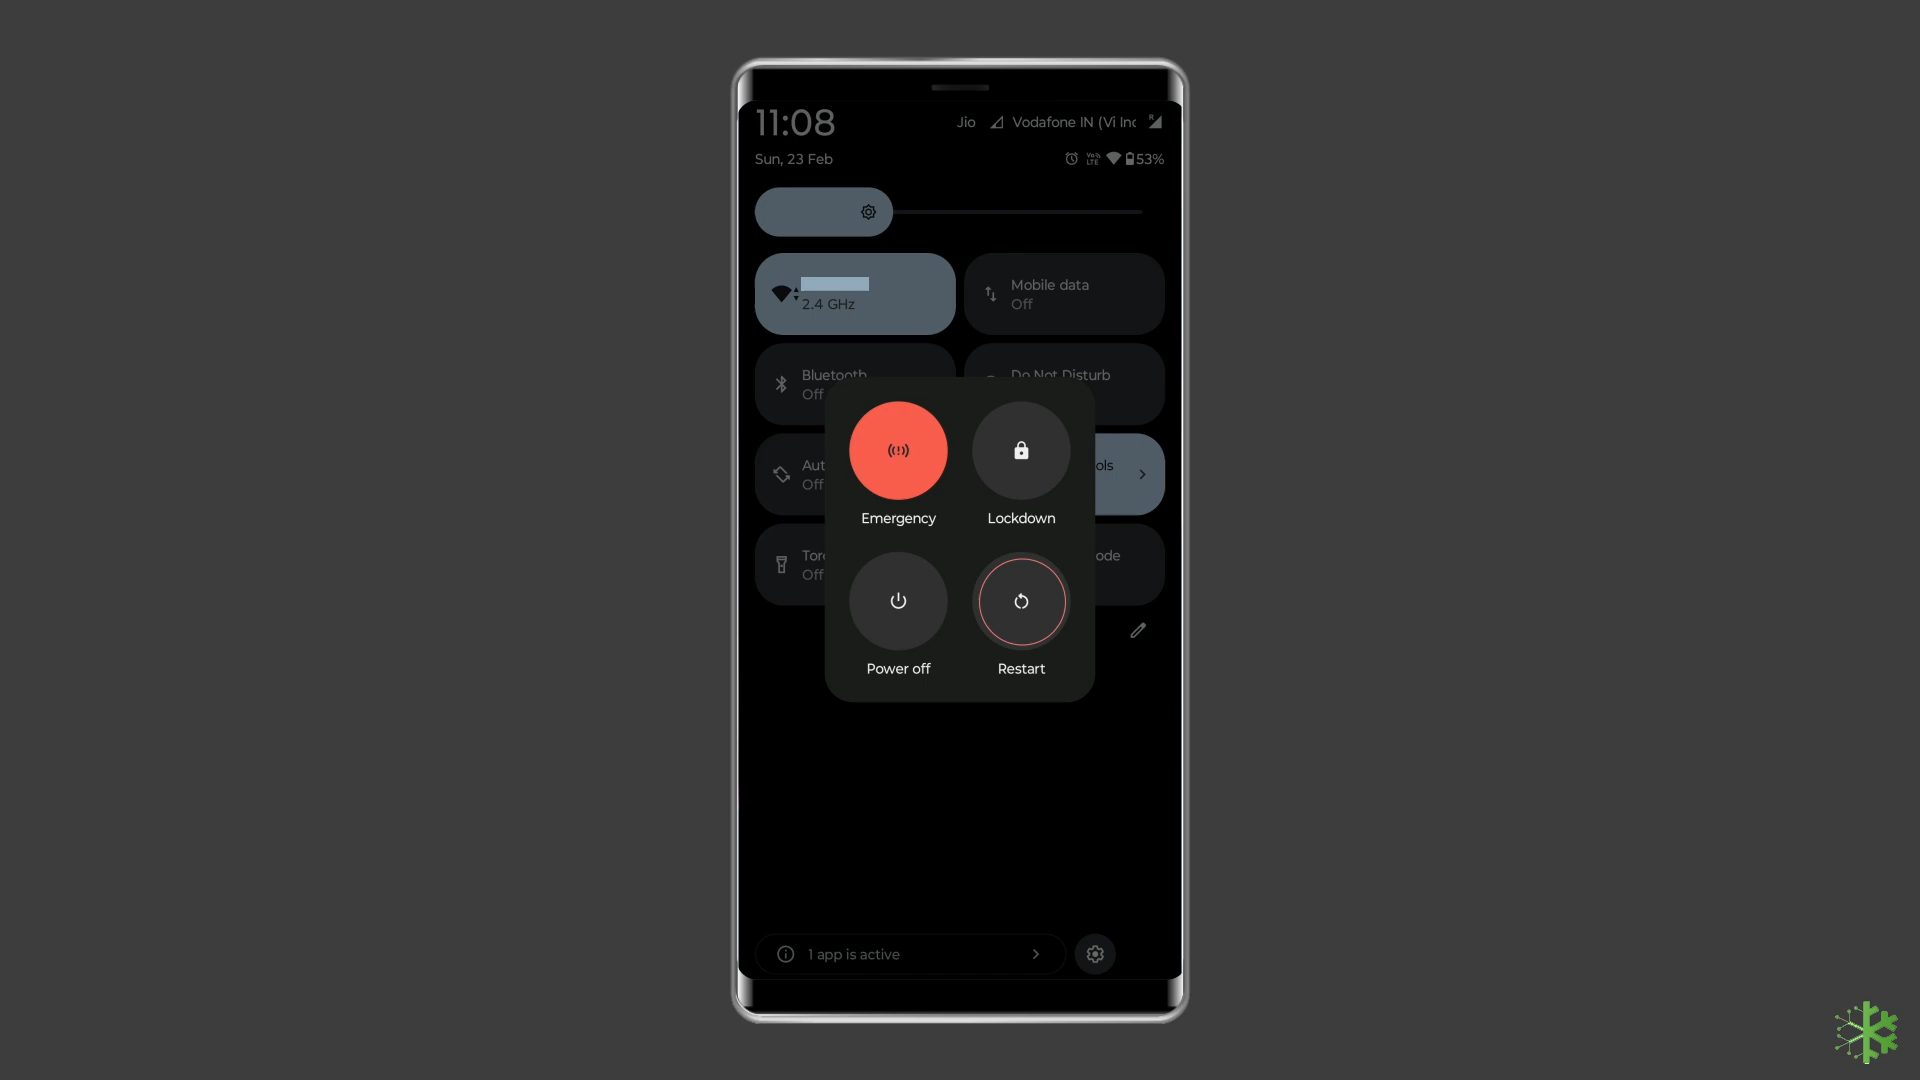 11:08
Jio
Vodafone IN (Vi Inc
R
Sun, 23 Feb
53%
2.4 GHz
Mobile data
Off
Bluetooth
Off
Do Not Disturb
Aut
Off
ols
Emergency
Lockdown
Tor
Off
ode
Power off
Restart
1 app is active